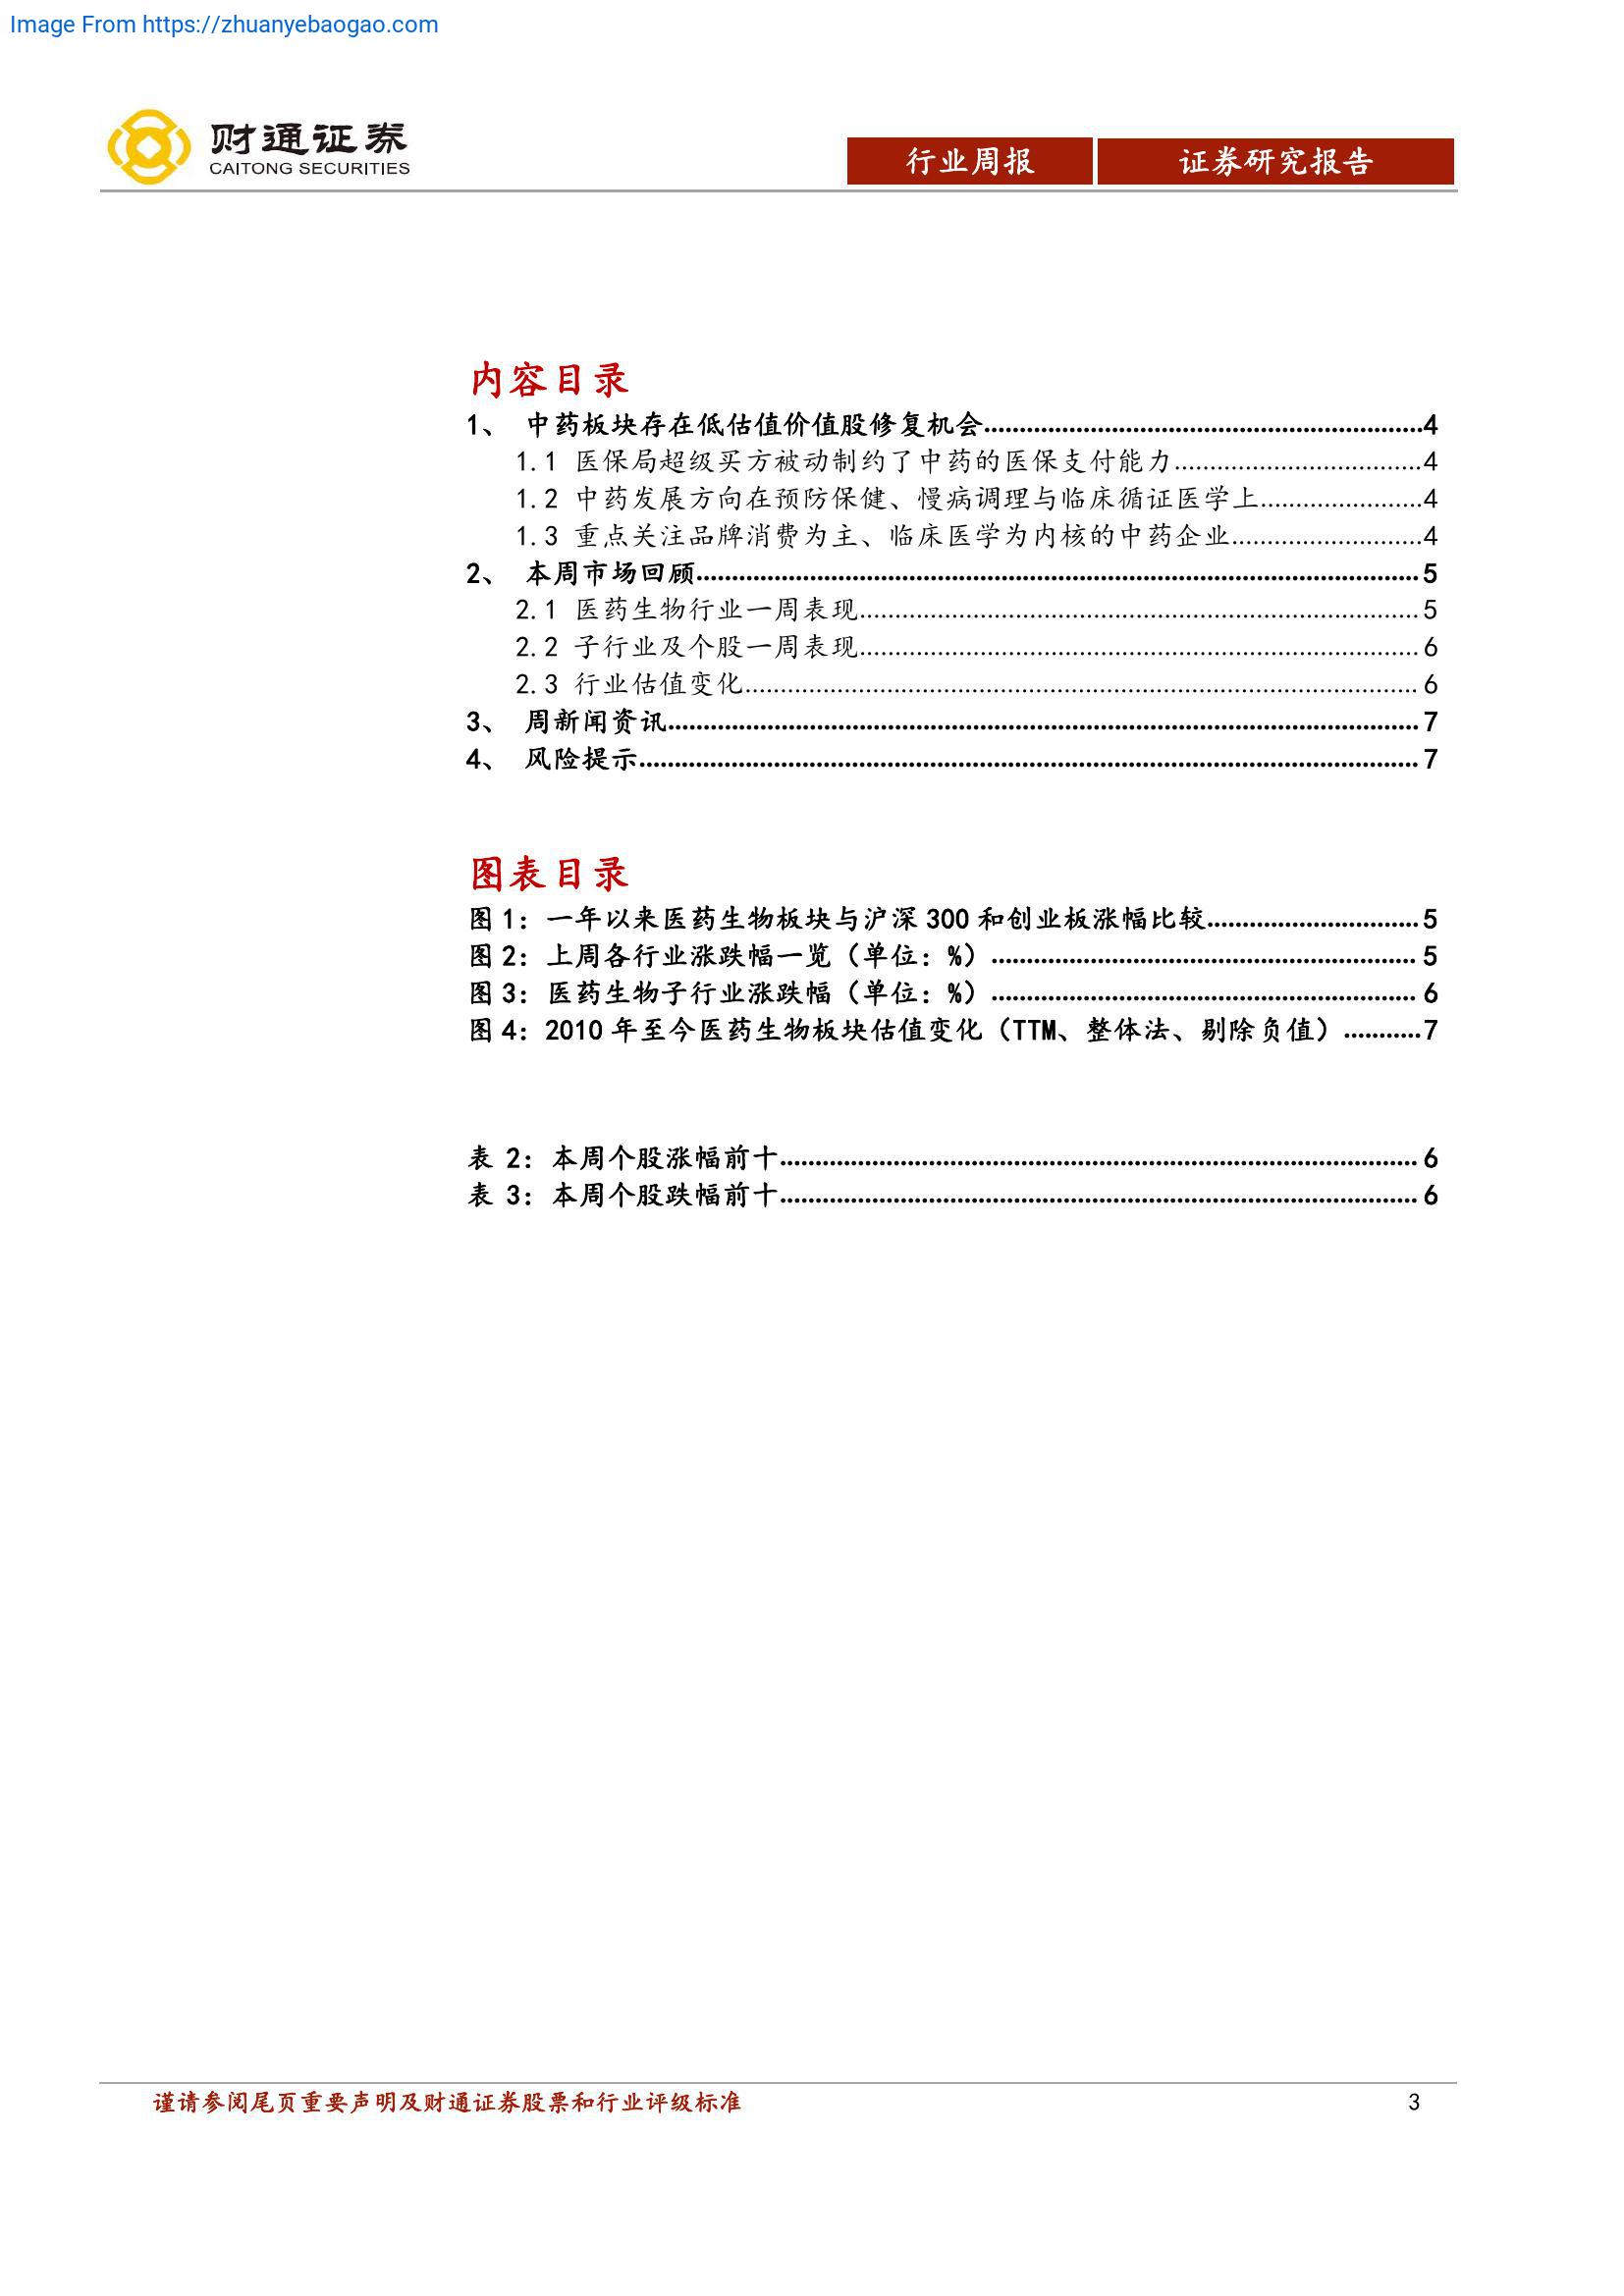 Image From https://zhuanyebaogao.com
财通证券
CAITONG SECURITIES
行业周报 证券研究报告
内容目录
1、 中药板块存在低估值价值股修复机会........4
1.1 医保局超级买方被动制约了中药的医保支付能力........4
1.2 中药发展方向在预防保健、慢病调理与临床循证医学上........4
1.3 重点关注品牌消费为主、临床医学为内核的中药企业........4
2、 本周市场回顾........5
2.1 医药生物行业一周表现........5
2.2 子行业及个股一周表现........6
2.3 行业估值变化........6
3、 周新闻资讯........7
4、 风险提示........7
图表目录
图 1：一年以来医药生物板块与沪深 300 和创业板涨幅比较........5
图 2：上周各行业涨跌幅一览（单位：%）........5
图 3：医药生物子行业涨跌幅（单位：%）........6
图 4：2010 年至今医药生物板块估值变化（TTM、整体法、剔除负值）........7
表 2：本周个股涨幅前十........6
表 3：本周个股跌幅前十........6
谨请参阅尾页重要声明及财通证券股票和行业评级标准 3